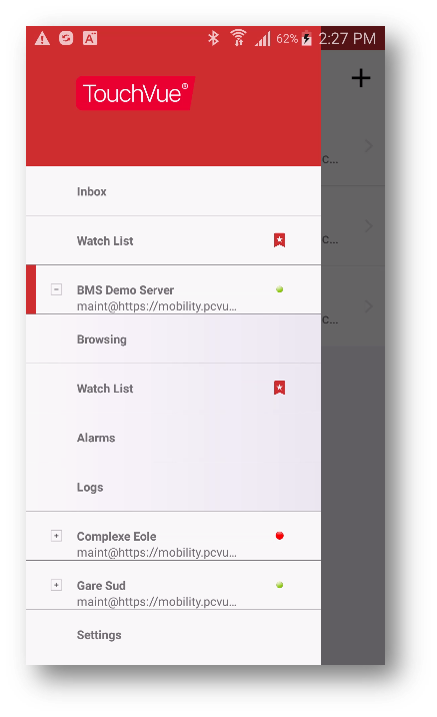 62% 2:27 PM
TouchVue®
+
c...
Inbox
Watch List
c...
BMS Demo Server
maint@https://mobility.pcvu...
c...
Browsing
Watch List
Alarms
Logs
Complexe Eole
maint@https://mobility.pcvu...
Gare Sud
maint@https://mobility.pcvu...
Settings